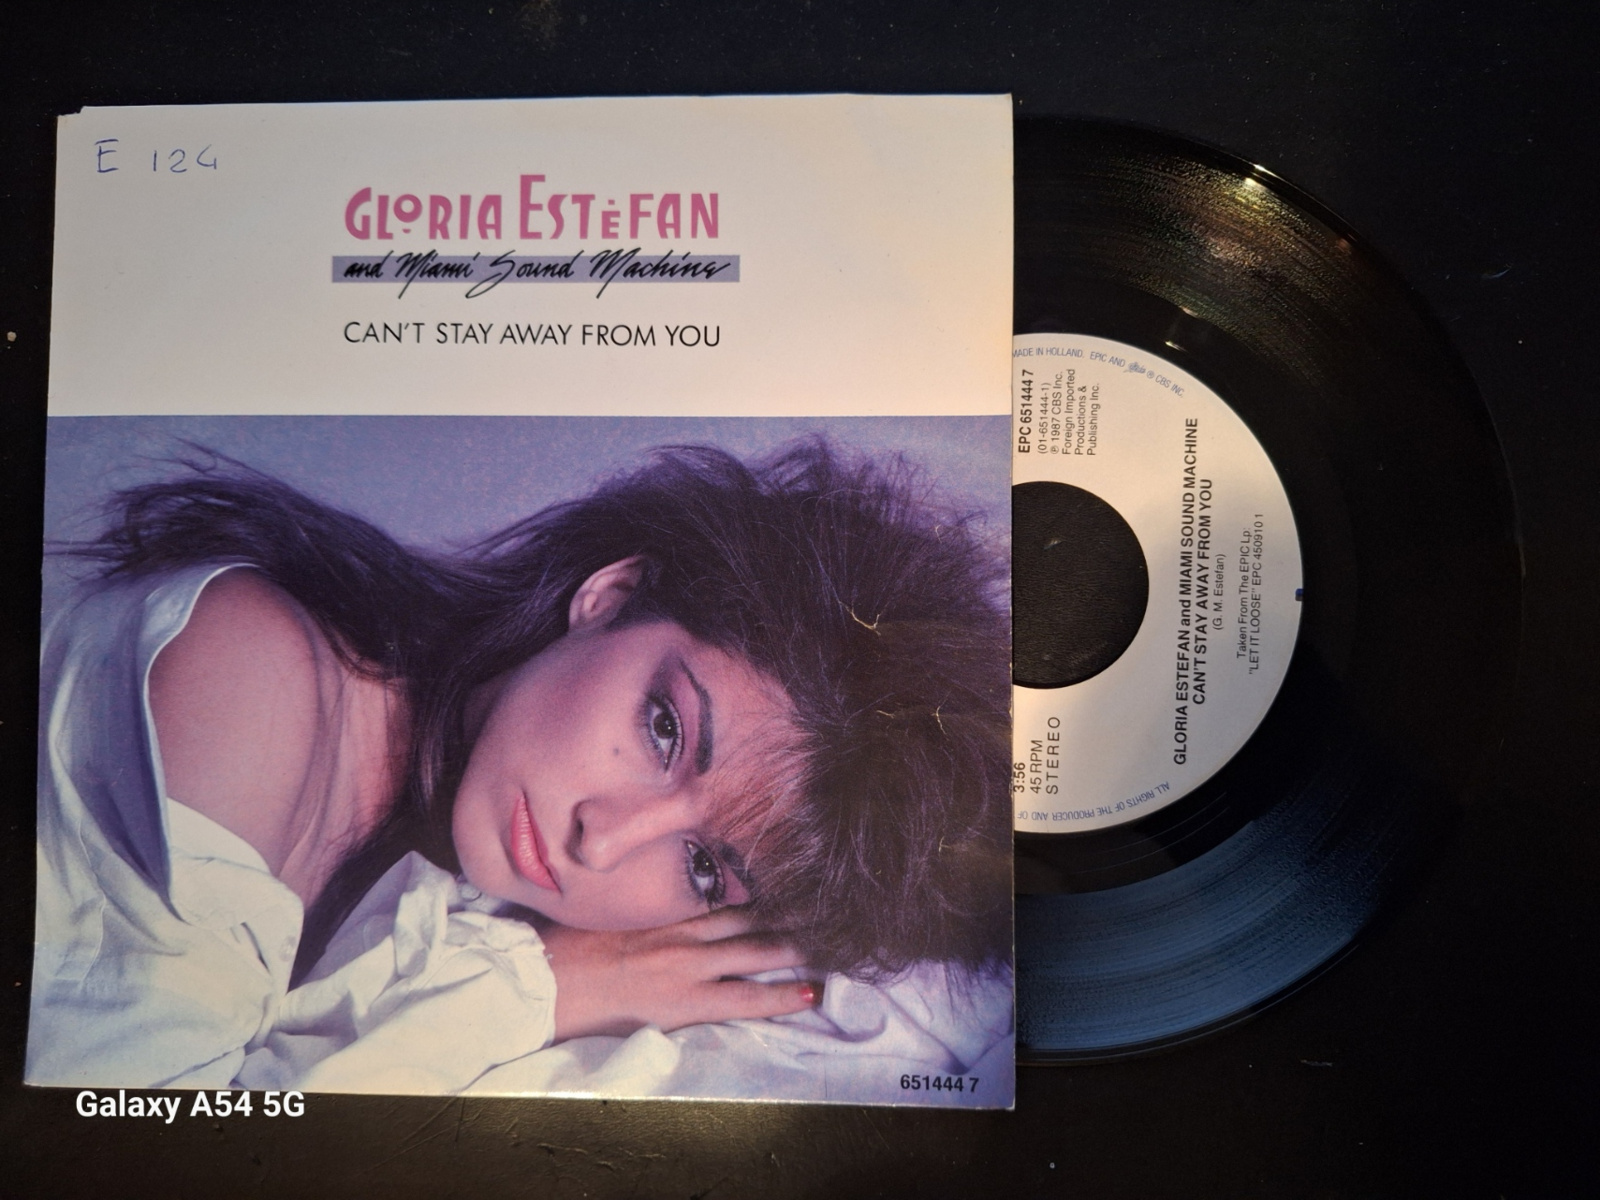 E 124
GLORIA ESTEFAN
and Miami Sound Machine
CAN'T STAY AWAY FROM YOU
651444 7
MADE IN HOLLAND. EPIC AND ® CBS INC.
EPC 651444 7
(01-651444-1)
℗ 1987 CBS Inc.
Foreign Imported
Productions &
Publishing Inc.
GLORIA ESTEFAN and MIAMI SOUND MACHINE
CAN'T STAY AWAY FROM YOU
(G. M. Estefan)
Taken From The EPIC Lp:
"LET IT LOOSE" EPC 450910 1
3:56
45 RPM
STEREO
ALL RIGHTS OF THE PRODUCER AND OF
Galaxy A54 5G